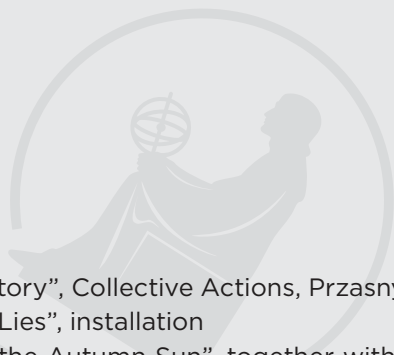 tory”, Collective Actions, Przasny
Lies”, installation
the Autumn Sun”, together with